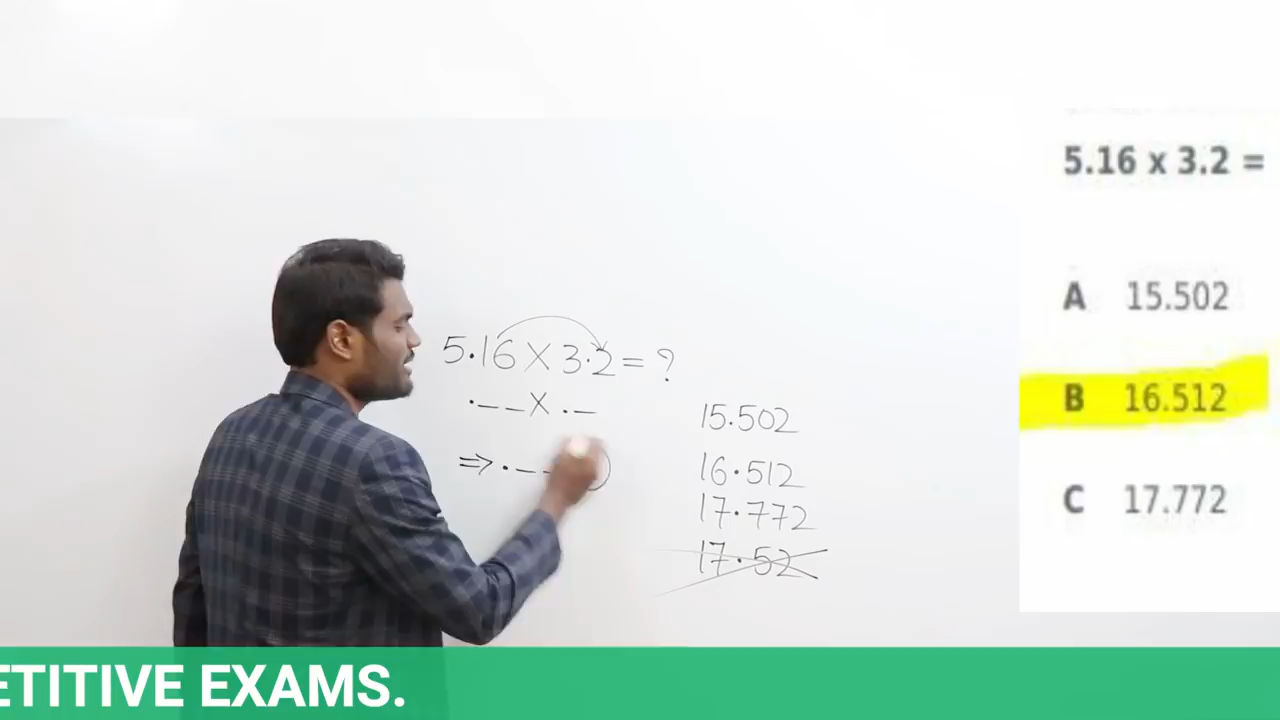 5.16 X 3.2 = ?
.__X ._
⇒ .__
15.502
16.512
17.772
17.52
5.16 x 3.2 =
A 15.502
B 16.512
C 17.772
ETITIVE EXAMS.